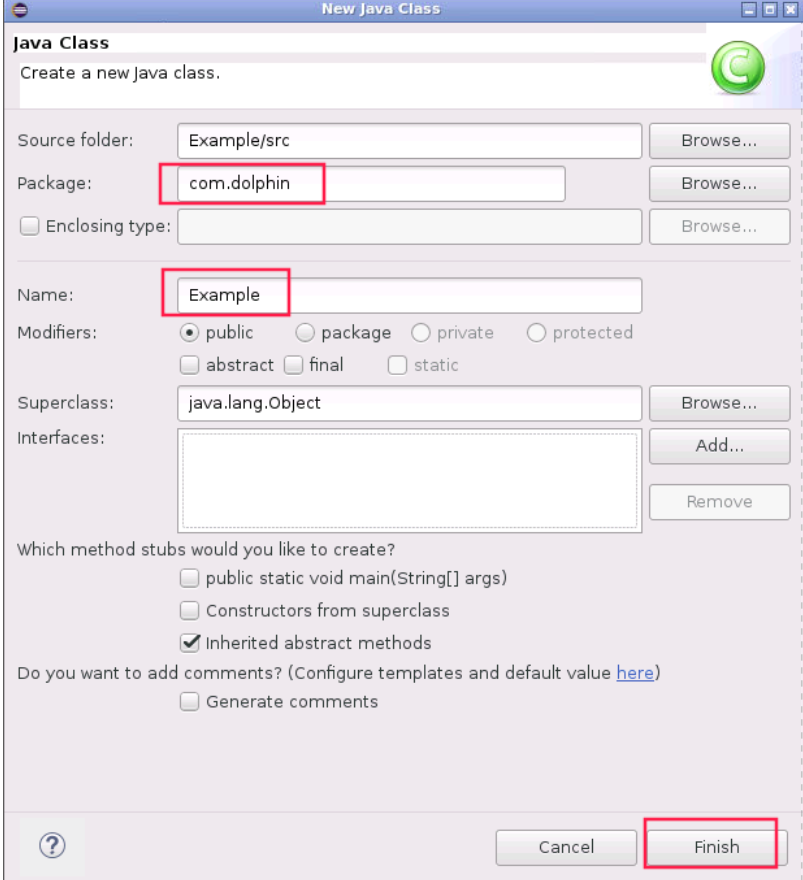 New Java Class
Java Class
Create a new Java class.
Source folder: Example/src Browse...
Package: com.dolphin Browse...
Enclosing type: Browse...
Name: Example
Modifiers: public package private protected
abstract final static
Superclass: java.lang.Object Browse...
Interfaces: Add...
Remove
Which method stubs would you like to create?
public static void main(String[] args)
Constructors from superclass
Inherited abstract methods
Do you want to add comments? (Configure templates and default value here)
Generate comments
? Cancel Finish